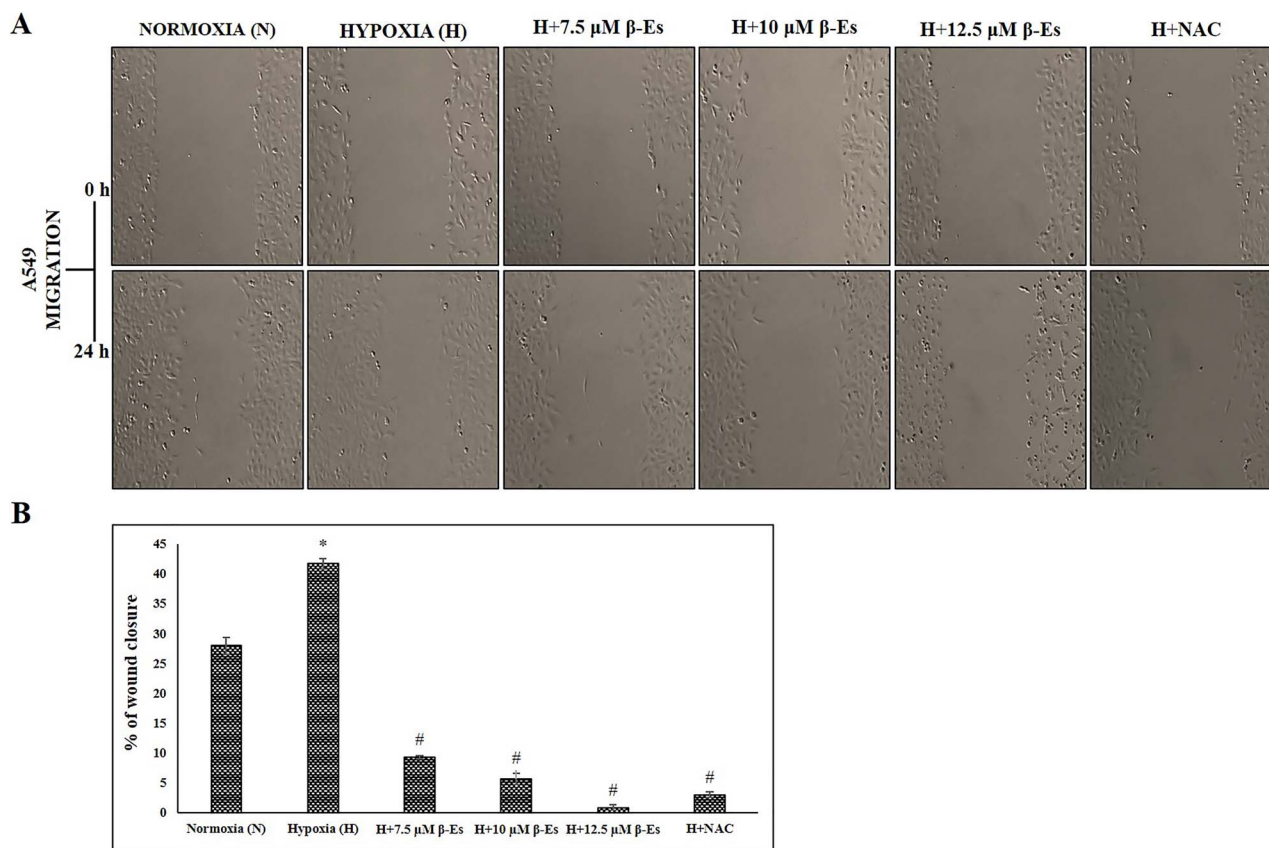 A
NORMOXIA (N)
HYPOXIA (H)
H+7.5 µM β-Es
H+10 µM β-Es
H+12.5 µM β-Es
H+NAC
0 h
A549
MIGRATION
24 h
B
% of wound closure
45
40
35
30
25
20
15
10
5
0
*
#
#
#
#
Normoxia (N)
Hypoxia (H)
H+7.5 µM β-Es
H+10 µM β-Es
H+12.5 µM β-Es
H+NAC